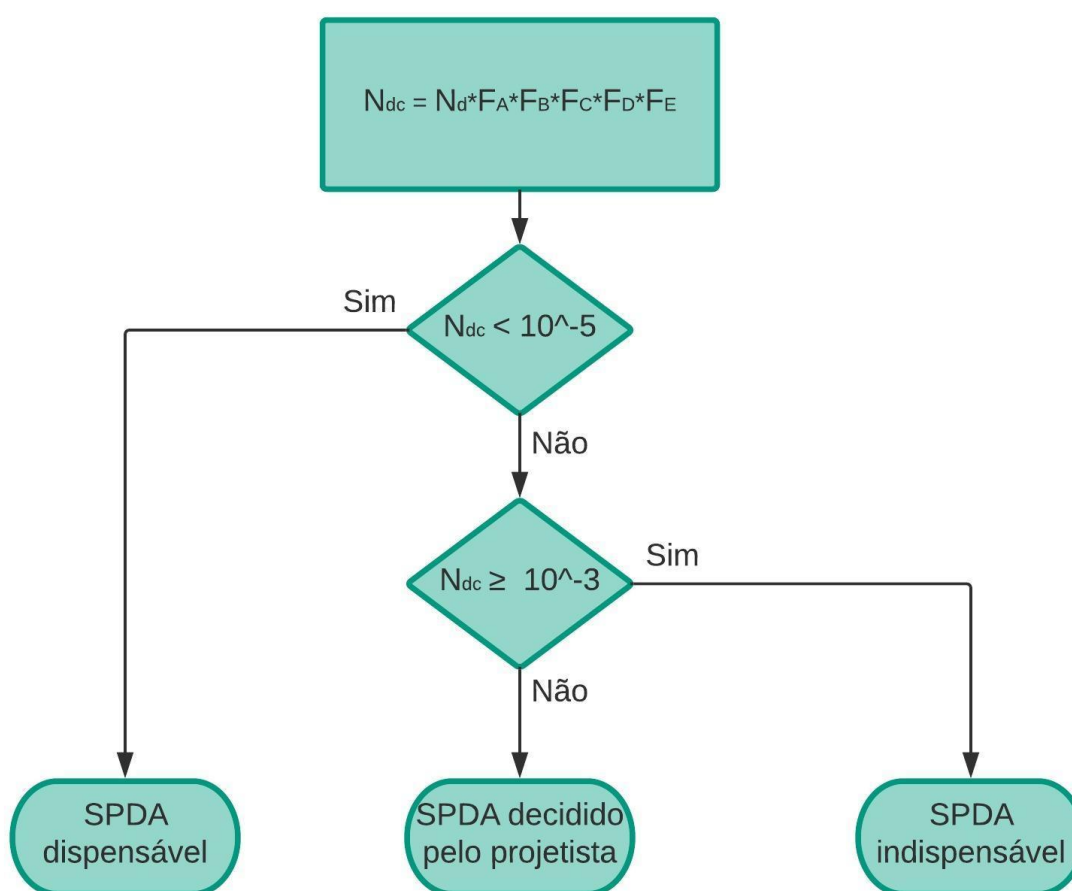 Ndc = Nd*FA*FB*FC*FD*FE
Sim
Ndc < 10^-5
Não
Sim
Ndc ≥ 10^-3
Não
SPDA
dispensável
SPDA decidido
pelo projetista
SPDA
indispensável